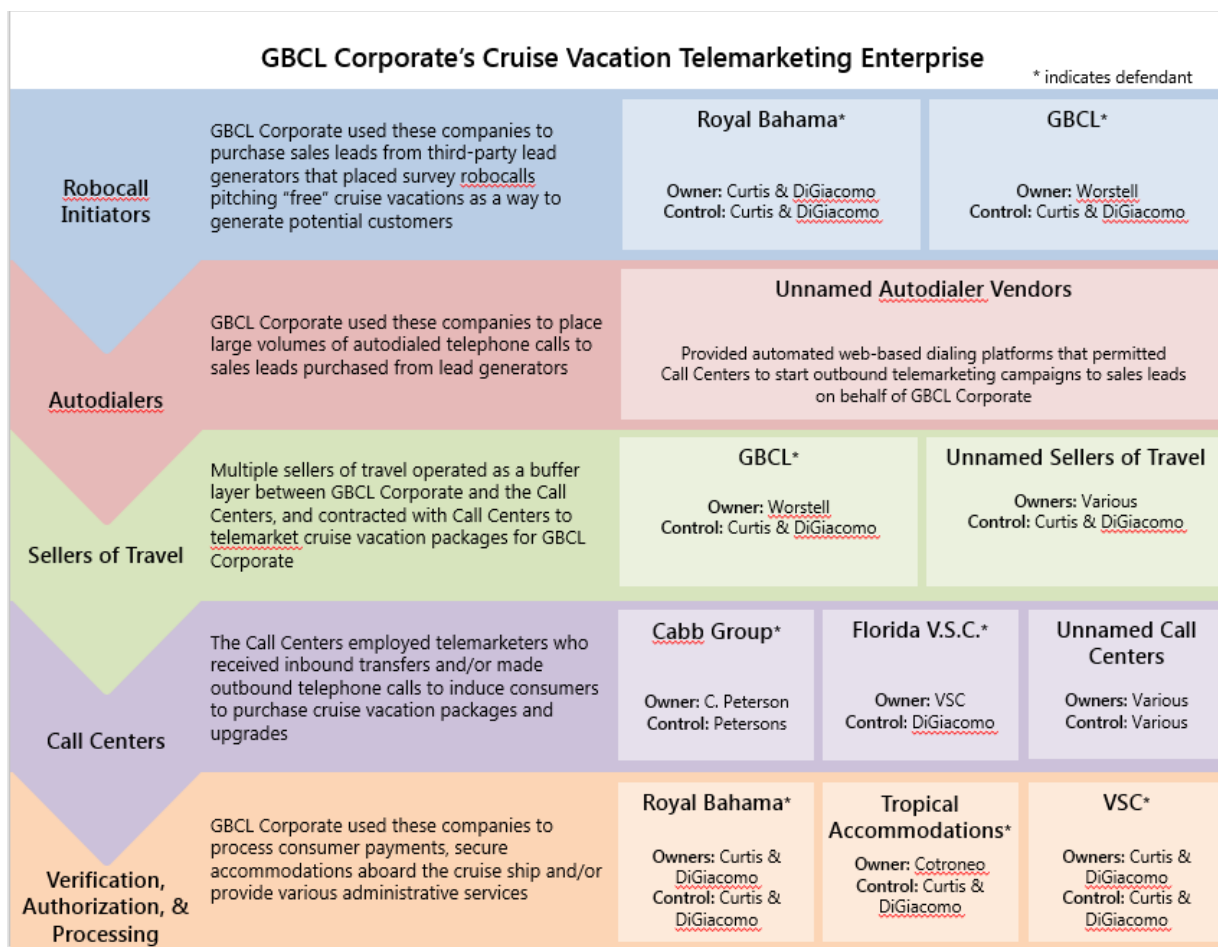 GBCL Corporate's Cruise Vacation Telemarketing Enterprise
* indicates defendant
Robocall
Initiators
GBCL Corporate used these companies to
purchase sales leads from third-party lead
generators that placed survey robocalls
pitching “free” cruise vacations as a way to
generate potential customers
Royal Bahama*
Owner: Curtis & DiGiacomo
Control: Curtis & DiGiacomo
GBCL*
Owner: Worstell
Control: Curtis & DiGiacomo
Autodialers
GBCL Corporate used these companies to place
large volumes of autodialed telephone calls to
sales leads purchased from lead generators
Unnamed Autodialer Vendors
Provided automated web-based dialing platforms that permitted
Call Centers to start outbound telemarketing campaigns to sales leads
on behalf of GBCL Corporate
Sellers of Travel
Multiple sellers of travel operated as a buffer
layer between GBCL Corporate and the Call
Centers, and contracted with Call Centers to
telemarket cruise vacation packages for GBCL
Corporate
GBCL*
Owner: Worstell
Control: Curtis & DiGiacomo
Unnamed Sellers of Travel
Owners: Various
Control: Curtis & DiGiacomo
Call Centers
The Call Centers employed telemarketers who
received inbound transfers and/or made
outbound telephone calls to induce consumers
to purchase cruise vacation packages and
upgrades
Cabb Group*
Owner: C. Peterson
Control: Petersons
Florida V.S.C.*
Owner: VSC
Control: DiGiacomo
Unnamed Call
Centers
Owners: Various
Control: Various
Verification,
Authorization, &
Processing
GBCL Corporate used these companies to
process consumer payments, secure
accommodations aboard the cruise ship and/or
provide various administrative services
Royal Bahama*
Owners: Curtis &
DiGiacomo
Control: Curtis &
DiGiacomo
Tropical
Accommodations*
Owner: Cotroneo
Control: Curtis &
DiGiacomo
VSC*
Owners: Curtis &
DiGiacomo
Control: Curtis &
DiGiacomo